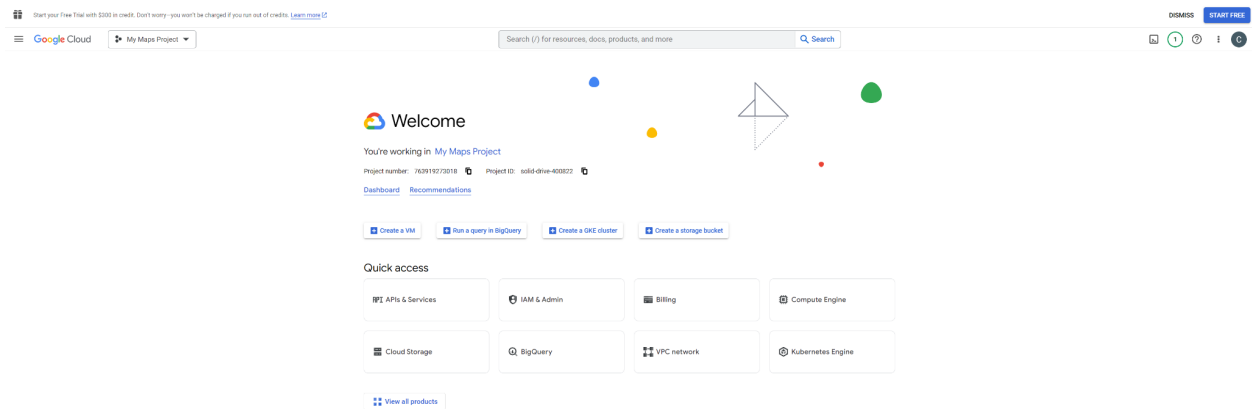 Start your Free Trial with $300 in credit. Don't worry—you won't be charged if you run out of credits. Learn more
DISMISS
START FREE
Google Cloud
My Maps Project
Search (/) for resources, docs, products, and more
Search
1
C
Welcome
You're working in My Maps Project
Project number: 763919273018 Project ID: solid-drive-400822
Dashboard Recommendations
Create a VM
Run a query in BigQuery
Create a GKE cluster
Create a storage bucket
Quick access
API APIs & Services
IAM & Admin
Billing
Compute Engine
Cloud Storage
BigQuery
VPC network
Kubernetes Engine
View all products